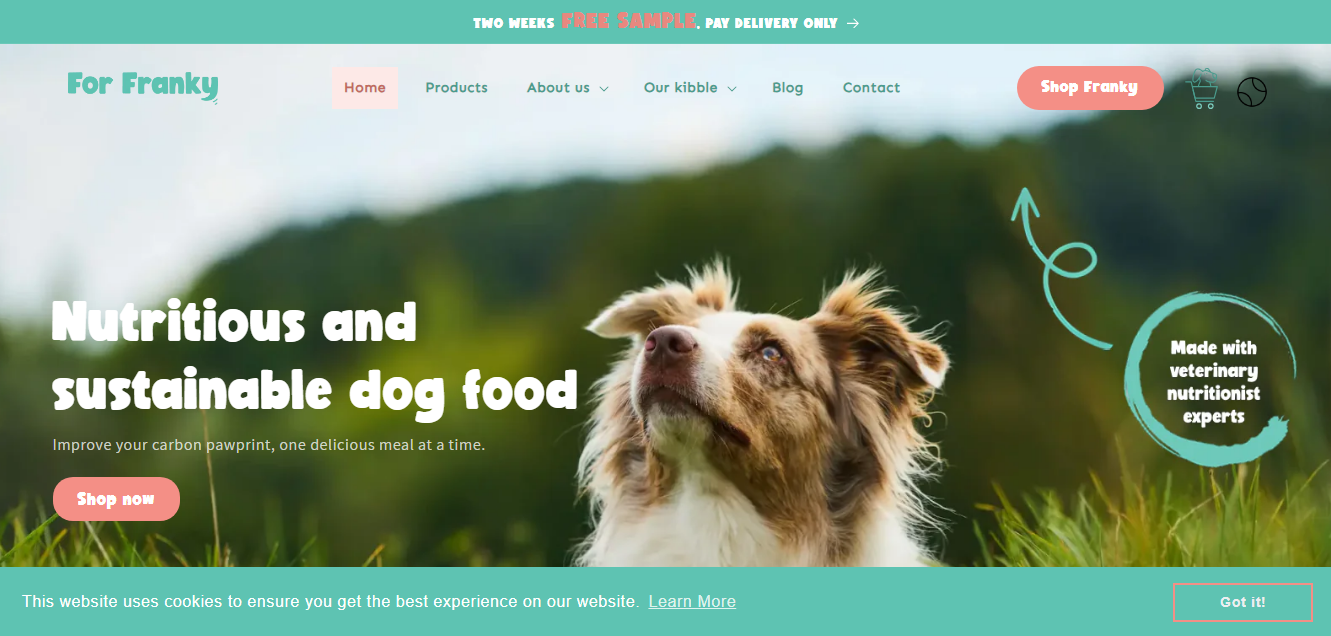 TWO WEEKS FREE SAMPLE, PAY DELIVERY ONLY →
For Franky
Home
Products
About us
Our kibble
Blog
Contact
Shop Franky
Nutritious and
sustainable dog food
Improve your carbon pawprint, one delicious meal at a time.
Shop now
Made with
veterinary
nutritionist
experts
This website uses cookies to ensure you get the best experience on our website. Learn More
Got it!